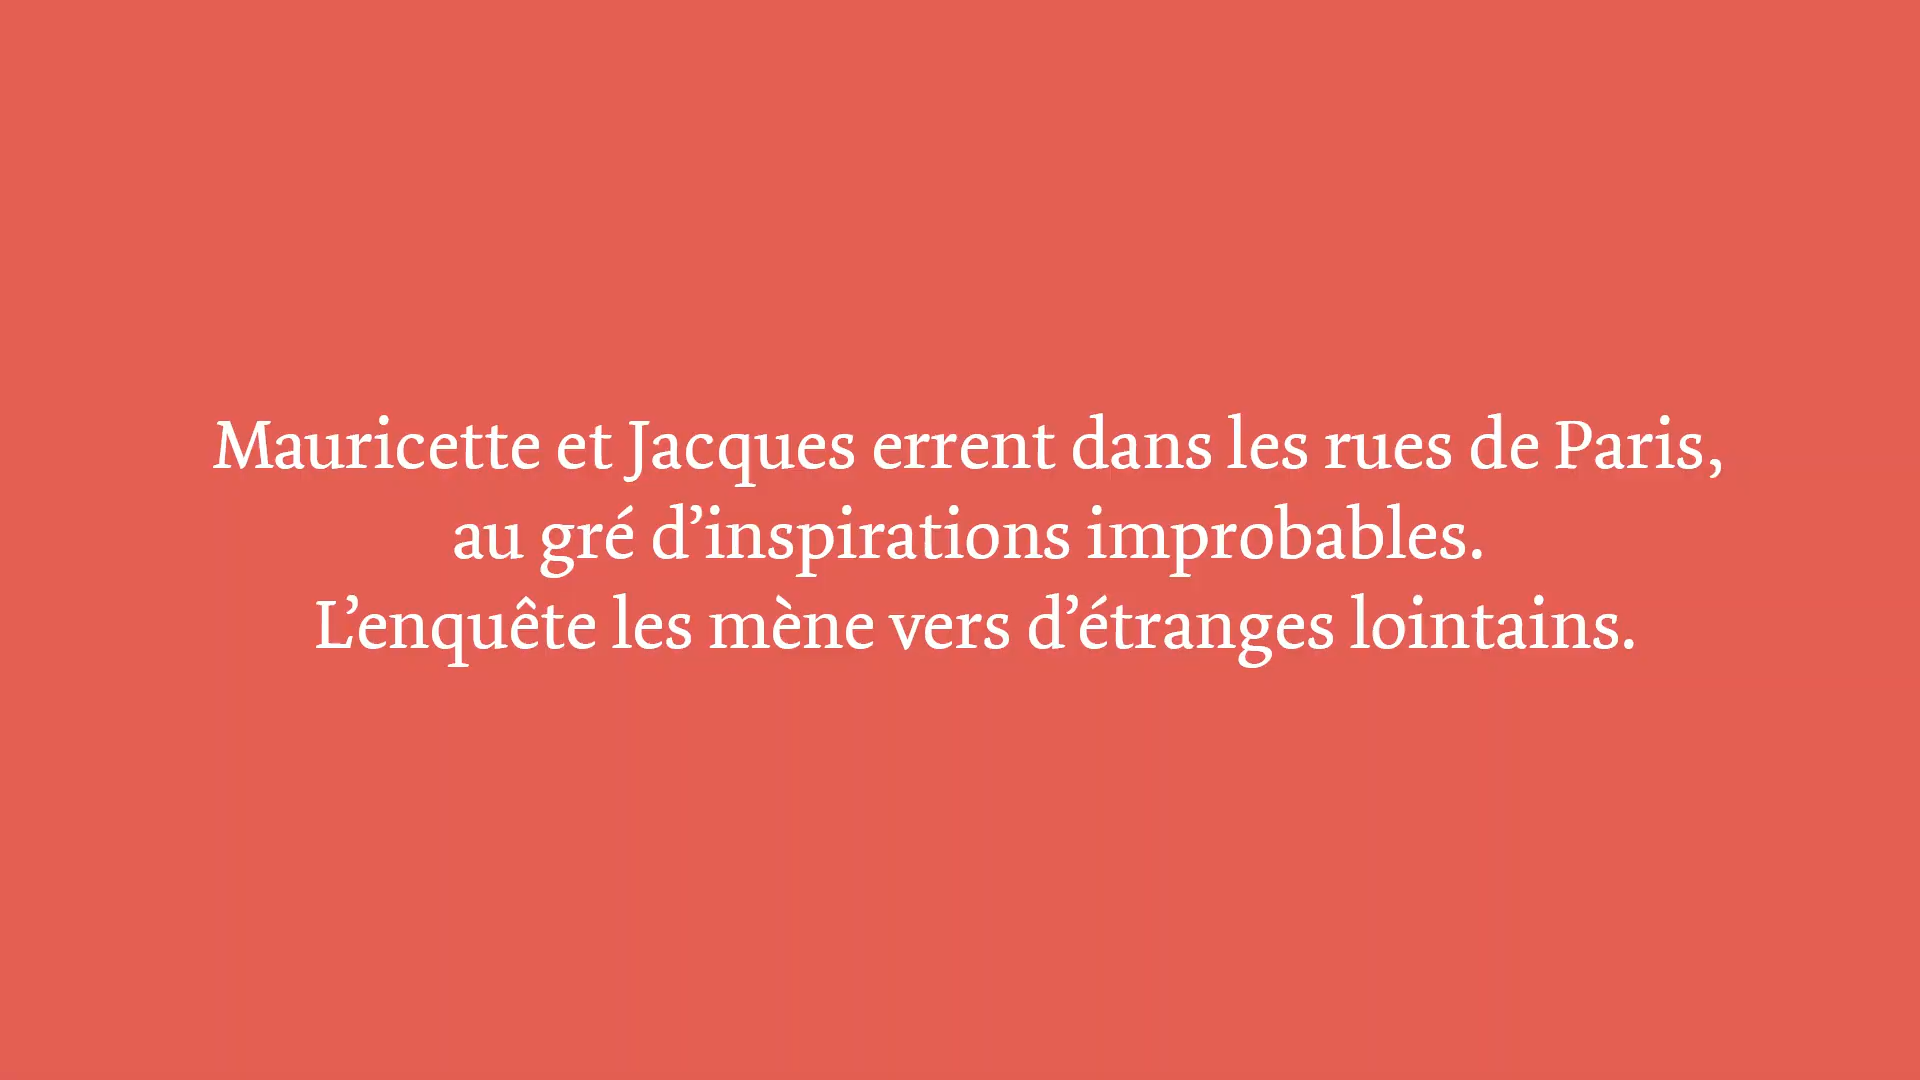 Mauricette et Jacques errent dans les rues de Paris,
au gré d’inspirations improbables.
L’enquête les mène vers d’étranges lointains.